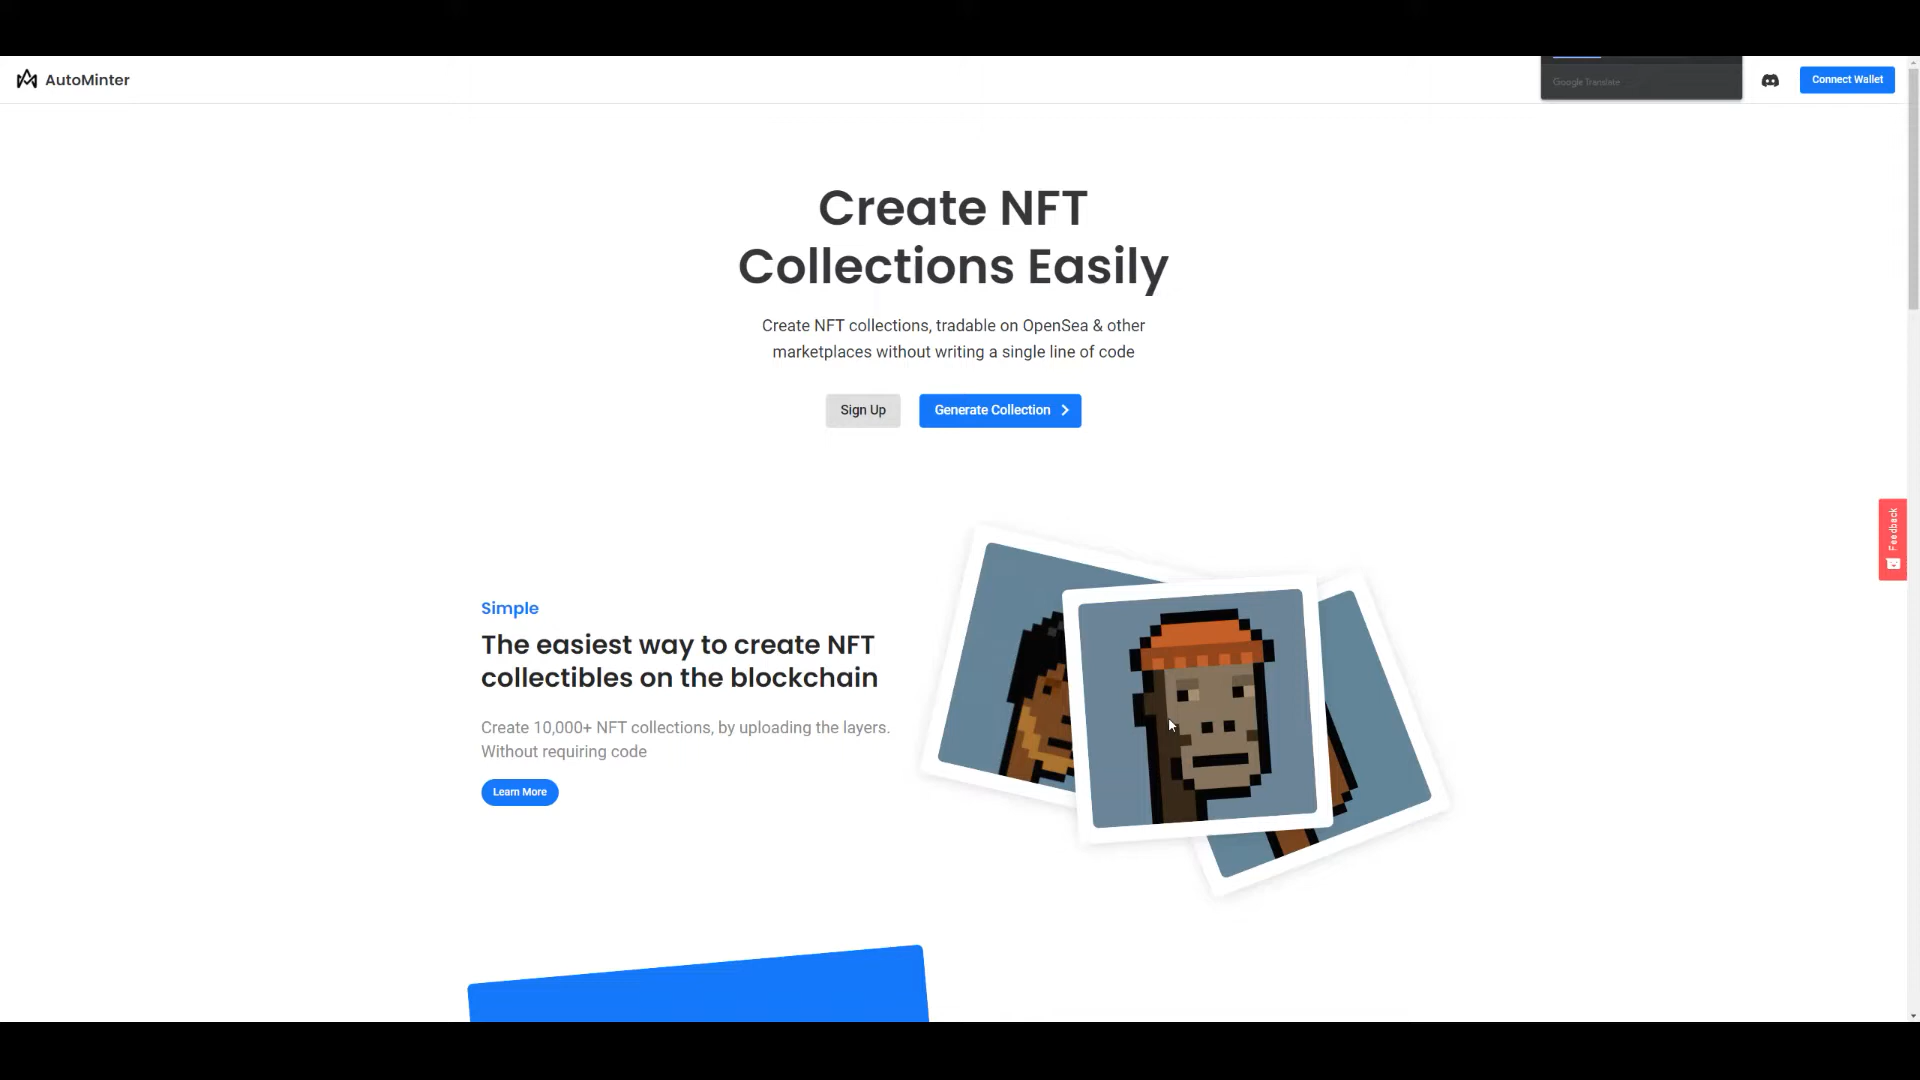 AutoMinter
Google Translate
Connect Wallet
Create NFT
Collections Easily
Create NFT collections, tradable on OpenSea & other
marketplaces without writing a single line of code
Sign Up
Generate Collection
Feedback
Simple
The easiest way to create NFT
collectibles on the blockchain
Create 10,000+ NFT collections, by uploading the layers.
Without requiring code
Learn More